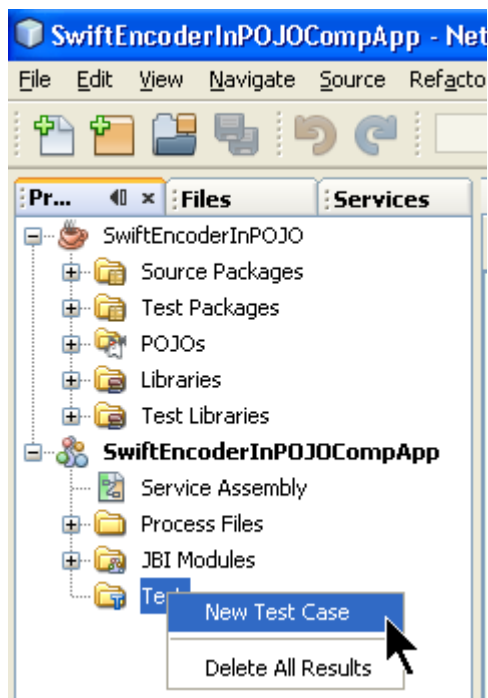 SwiftEncoderInPOJOCompApp - Net
File Edit View Navigate Source Refacto
Pr... Files Services
SwiftEncoderInPOJO
Source Packages
Test Packages
POJOs
Libraries
Test Libraries
SwiftEncoderInPOJOCompApp
Service Assembly
Process Files
JBI Modules
Test
New Test Case
Delete All Results